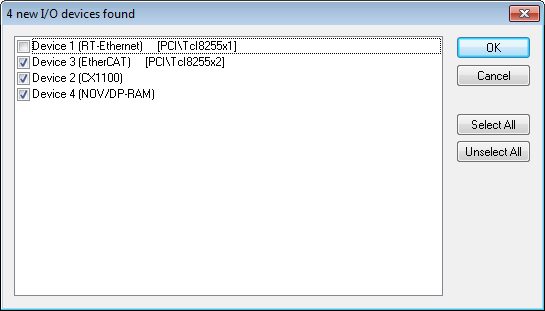 4 new I/O devices found
Device 1 (RT-Ethernet) [PCI\TcI8255x1]
Device 3 (EtherCAT) [PCI\TcI8255x2]
Device 2 (CX1100)
Device 4 (NOV/DP-RAM)
OK
Cancel
Select All
Unselect All